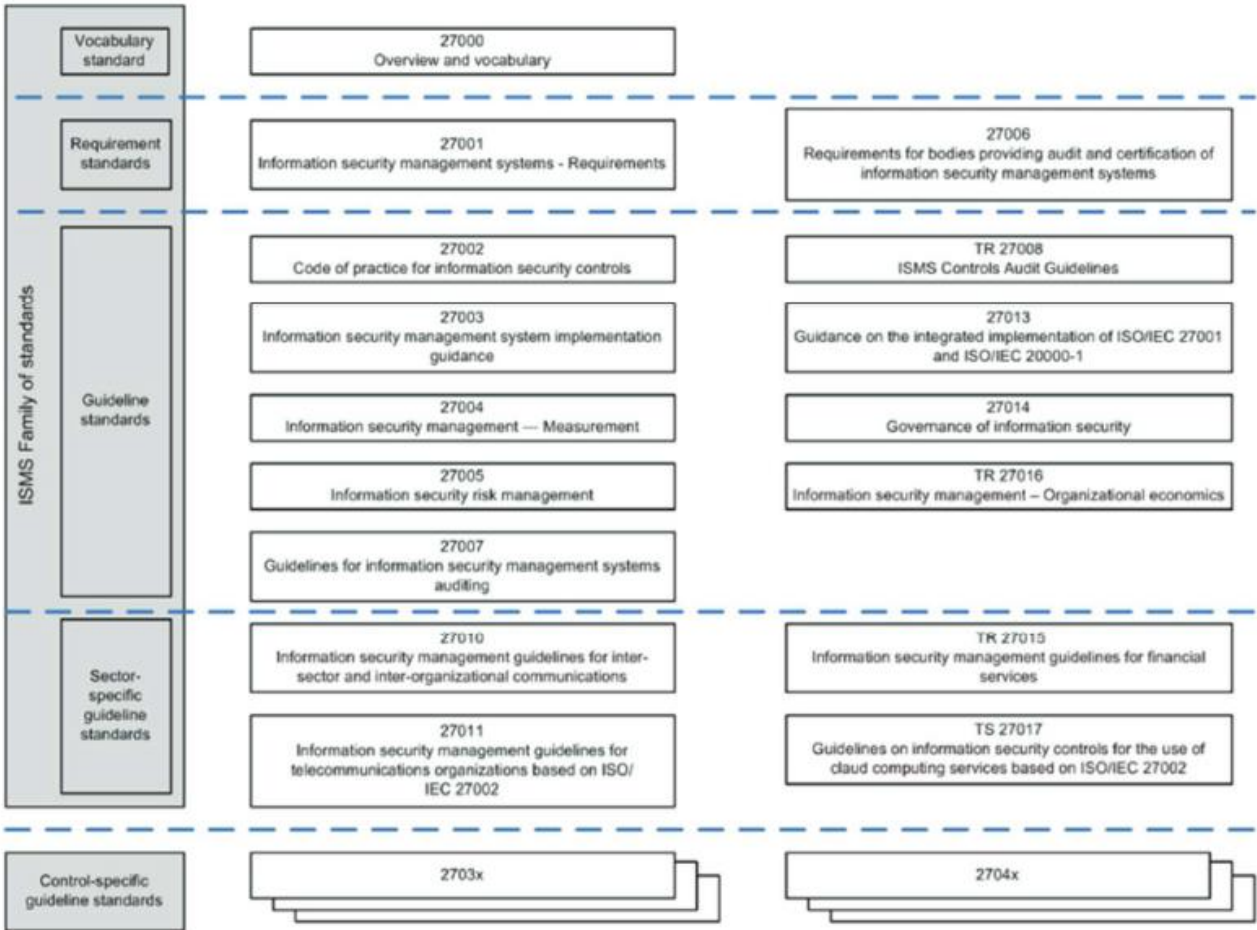 ISMS Family of standards
Vocabulary
standard
27000
Overview and vocabulary
Requirement
standards
27001
Information security management systems - Requirements
27006
Requirements for bodies providing audit and certification of
information security management systems
Guideline
standards
27002
Code of practice for information security controls
TR 27008
ISMS Controls Audit Guidelines
27003
Information security management system implementation
guidance
27013
Guidance on the integrated implementation of ISO/IEC 27001
and ISO/IEC 20000-1
27004
Information security management — Measurement
27014
Governance of information security
27005
Information security risk management
TR 27016
Information security management – Organizational economics
27007
Guidelines for information security management systems
auditing
Sector-
specific
guideline
standards
27010
Information security management guidelines for inter-
sector and inter-organizational communications
TR 27015
Information security management guidelines for financial
services
27011
Information security management guidelines for
telecommunications organizations based on ISO/
IEC 27002
TS 27017
Guidelines on information security controls for the use of
claud computing services based on ISO/IEC 27002
Control-specific
guideline standards
2703x
2704x